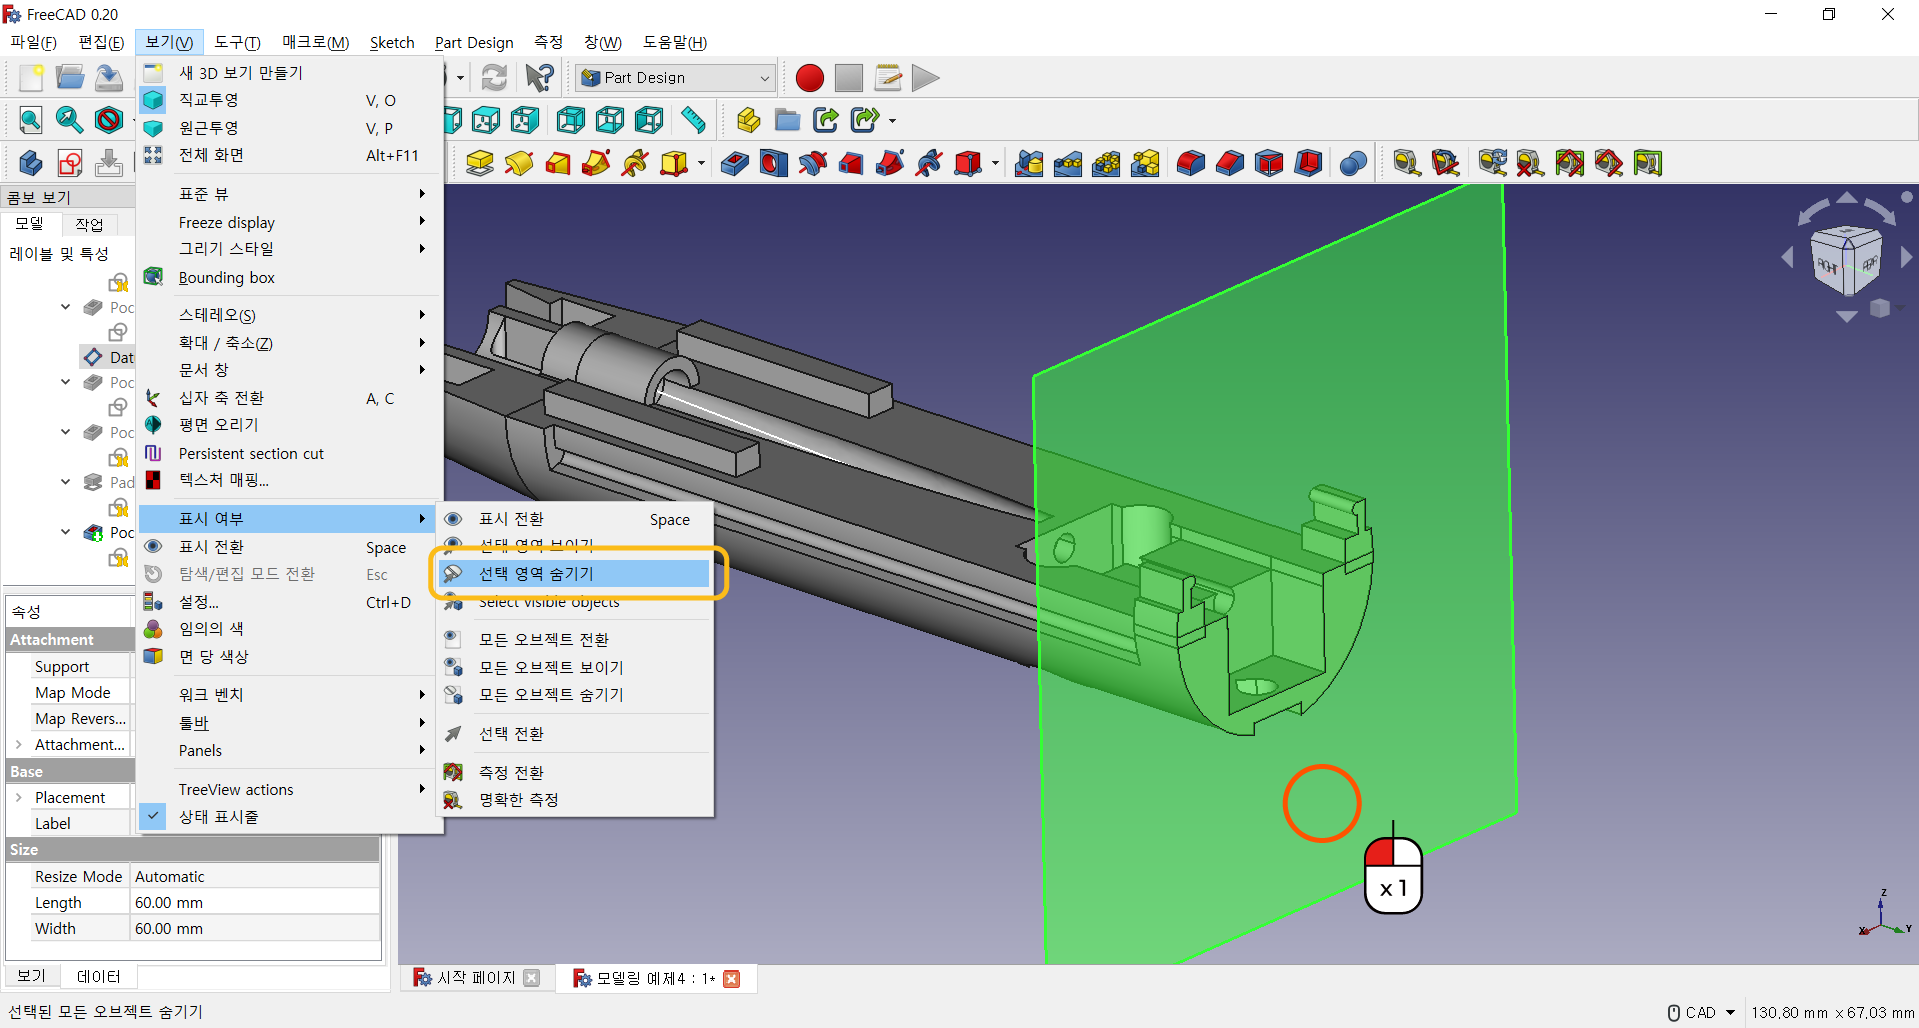 FreeCAD 0.20
파일(F) 편집(E) 보기(V) 도구(T) 매크로(M) Sketch Part Design 측정 창(W) 도움말(H)
Part Design
새 3D 보기 만들기
직교투영 V, O
원근투영 V, P
전체 화면 Alt+F11
표준 뷰
Freeze display
그리기 스타일
Bounding box
스테레오(S)
확대 / 축소(Z)
문서 창
십자 축 전환 A, C
평면 오리기
Persistent section cut
텍스처 매핑...
표시 여부
표시 전환 Space
탐색/편집 모드 전환 Esc
설정... Ctrl+D
임의의 색
면 당 색상
워크 벤치
툴바
Panels
TreeView actions
상태 표시줄
표시 전환 Space
선택 영역 보이기
선택 영역 숨기기
Select visible objects
모든 오브젝트 전환
모든 오브젝트 보이기
모든 오브젝트 숨기기
선택 전환
측정 전환
명확한 측정
콤보 보기
모델 작업
레이블 및 특성
Poc
Dat
Poc
Poc
Pad
Poc
속성
Attachment
Support
Map Mode
Map Revers...
Attachment...
Base
Placement
Label
Size
Resize Mode Automatic
Length 60.00 mm
Width 60.00 mm
보기 데이터
RIGHT
x 1
Z
X
Y
시작 페이지 모델링 예제4 : 1*
선택된 모든 오브젝트 숨기기
CAD 130.80 mm x 67.03 mm